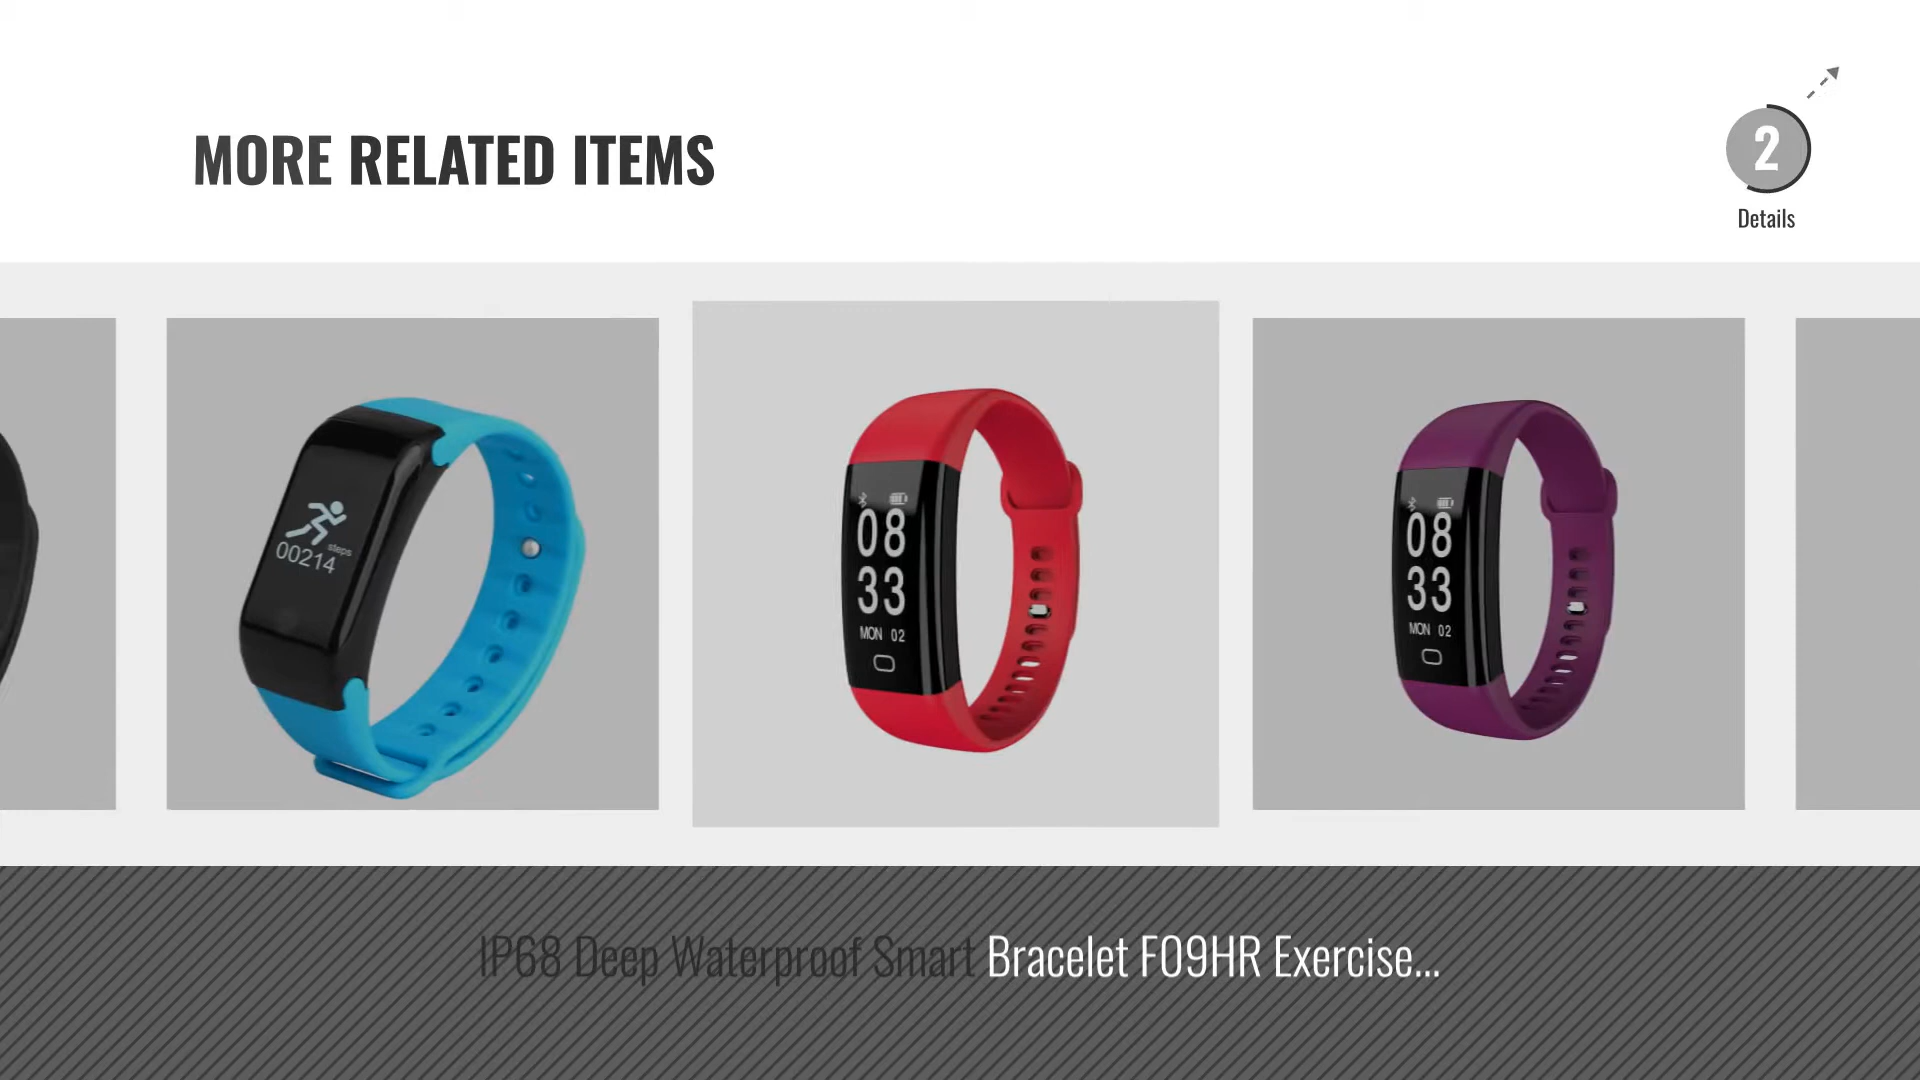 MORE RELATED ITEMS
2
Details
steps
00214
08
33
MON 02
08
33
MON 02
IP68 Deep Waterproof Smart Bracelet F09HR Exercise...